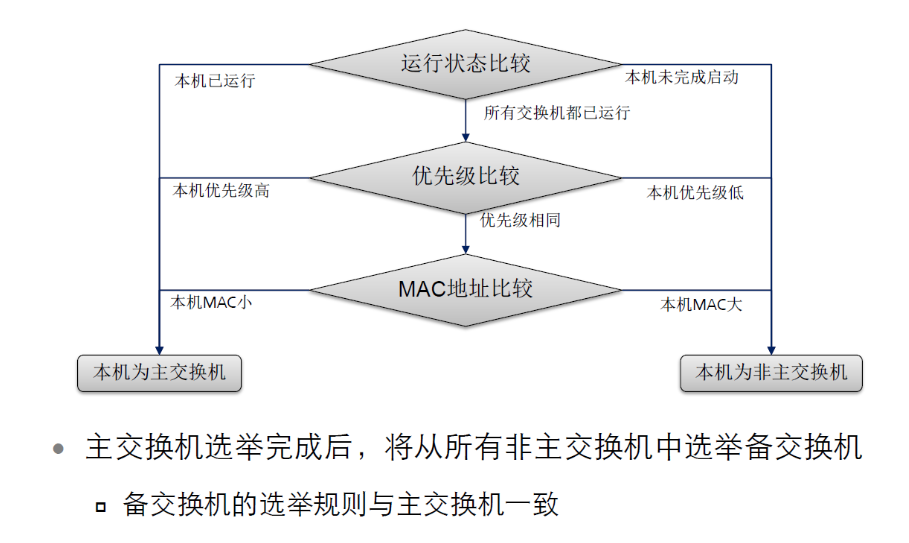 运行状态比较
本机已运行
本机未完成启动
所有交换机都已运行
优先级比较
本机优先级高
本机优先级低
优先级相同
MAC地址比较
本机MAC小
本机MAC大
本机为主交换机
本机为非主交换机
主交换机选举完成后，将从所有非主交换机中选举备交换机
备交换机的选举规则与主交换机一致